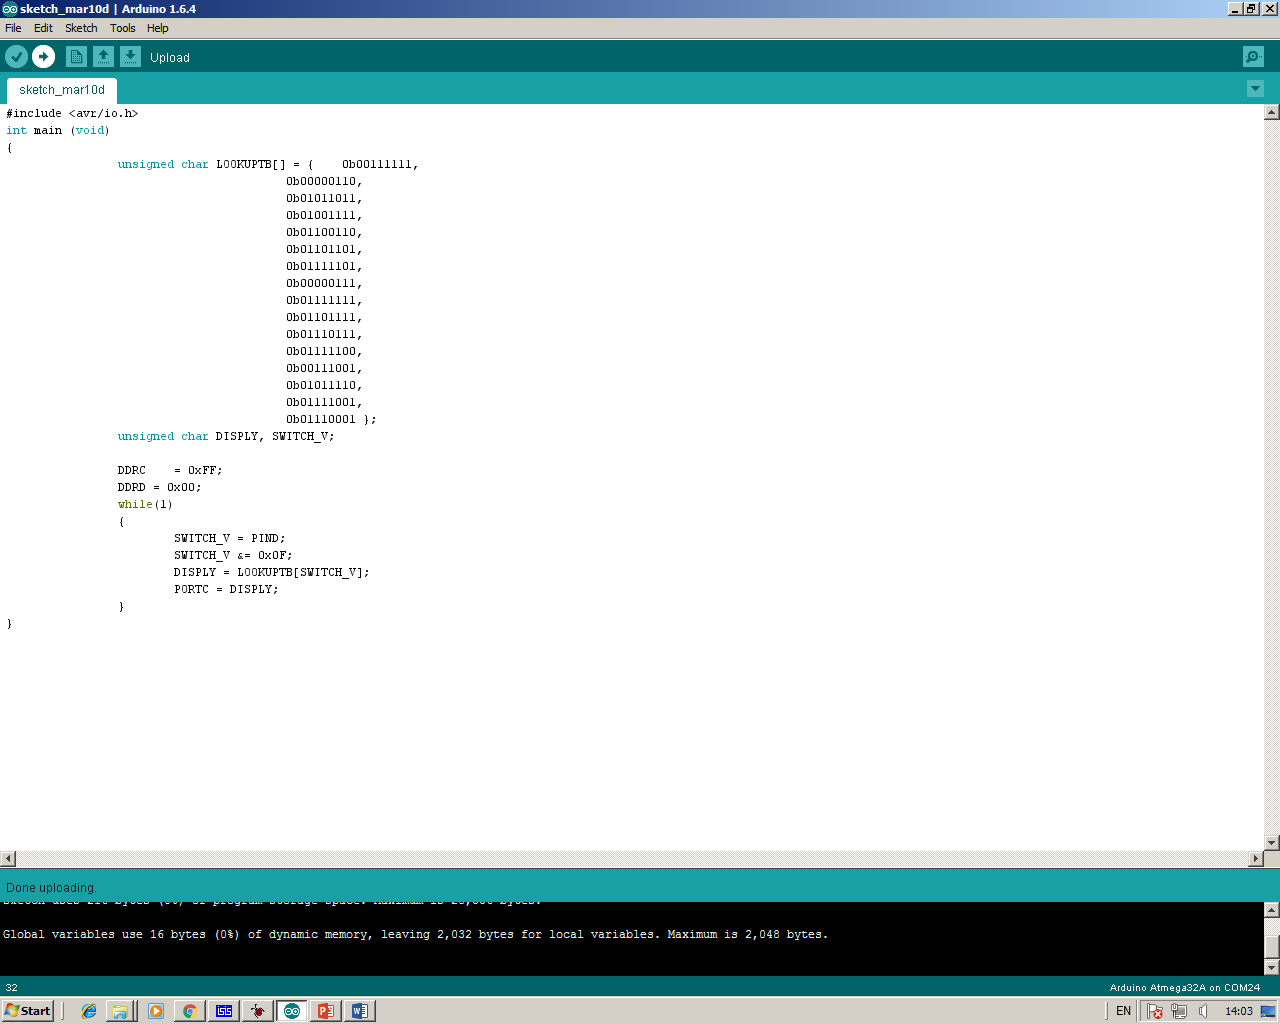 sketch_mar10d | Arduino 1.6.4
File Edit Sketch Tools Help
Upload
sketch_mar10d
#include <avr/io.h>
int main (void)
{
unsigned char LOOKUPTB[] = { 0b00111111,
0b00000110,
0b01011011,
0b01001111,
0b01100110,
0b01101101,
0b01111101,
0b00000111,
0b01111111,
0b01101111,
0b01110111,
0b01111100,
0b00111001,
0b01011110,
0b01111001,
0b01110001 };
unsigned char DISPLY, SWITCH_V;
DDRC = 0xFF;
DDRD = 0x00;
while(1)
{
SWITCH_V = PIND;
SWITCH_V &= 0x0F;
DISPLY = LOOKUPTB[SWITCH_V];
PORTC = DISPLY;
}
}
Done uploading.
Global variables use 16 bytes (0%) of dynamic memory, leaving 2,032 bytes for local variables. Maximum is 2,048 bytes.
32
Arduino Atmega32A on COM24
Start
EN
14:03